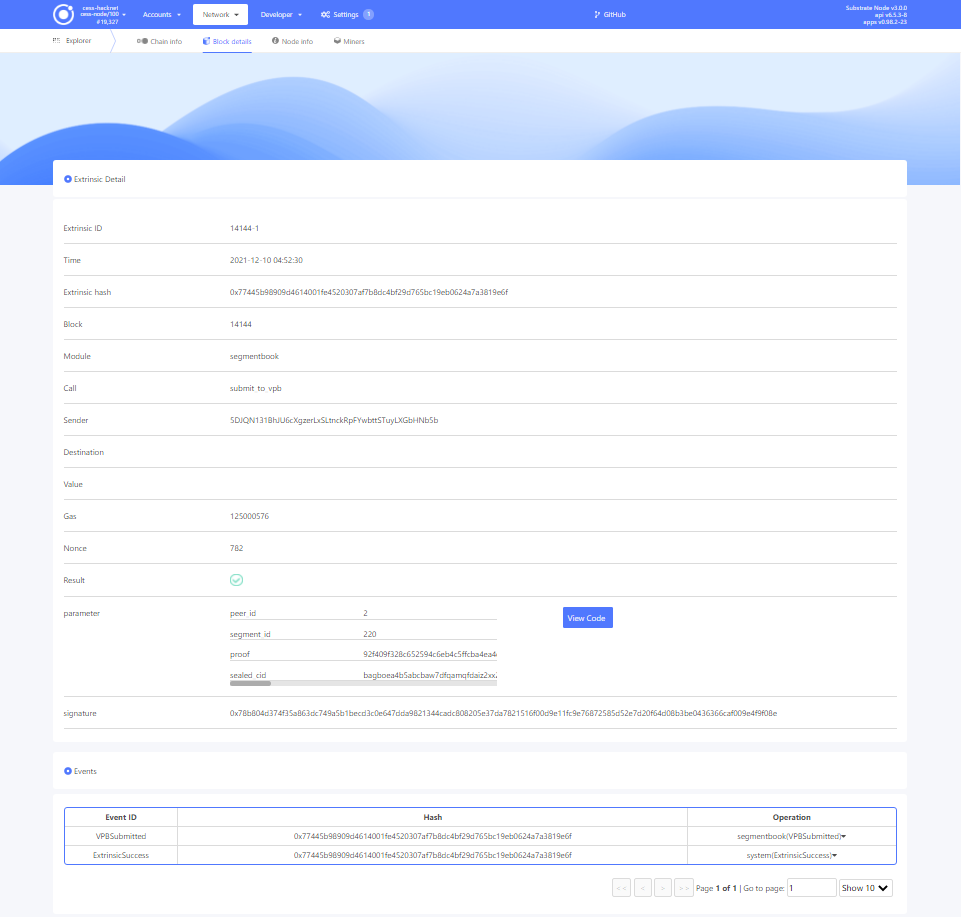 cess-hacknet
cess-node/100
#19,327
Accounts
Network
Developer
Settings 1
GitHub
Substrate Node v3.0.0
api v6.5.3-8
apps v0.98.2-23
Explorer
Chain info
Block details
Node info
Miners
Extrinsic Detail
Extrinsic ID 14144-1
Time 2021-12-10 04:52:30
Extrinsic hash 0x77445b98909d4614001fe4520307af7b8dc4bf29d765bc19eb0624a7a3819e6f
Block 14144
Module segmentbook
Call submit_to_vpb
Sender 5DJQN131BhJU6cXgzerLxSLtnckRpFYwbttSTuyLXGbHNb5b
Destination
Value
Gas 125000576
Nonce 782
Result
parameter
peer_id 2
View Code
segment_id 220
proof 92f409f328c652594c6eb4c5ffcba4ea4
sealed_cid bagboea4b5abcbaw7dfqamqfdaiz2xx
signature 0x78b804d374f35a863dc749a5b1becd3c0e647dda9821344cadc808205e37da7821516f00d9e11fc9e76872585d52e7d20f64d08b3be0436366caf009e4f9f08e
Events
Event ID Hash Operation
VPBSubmitted 0x77445b98909d4614001fe4520307af7b8dc4bf29d765bc19eb0624a7a3819e6f segmentbook(VPBSubmitted)
ExtrinsicSuccess 0x77445b98909d4614001fe4520307af7b8dc4bf29d765bc19eb0624a7a3819e6f system(ExtrinsicSuccess)
<< < > >> Page 1 of 1 | Go to page: 1 Show 10